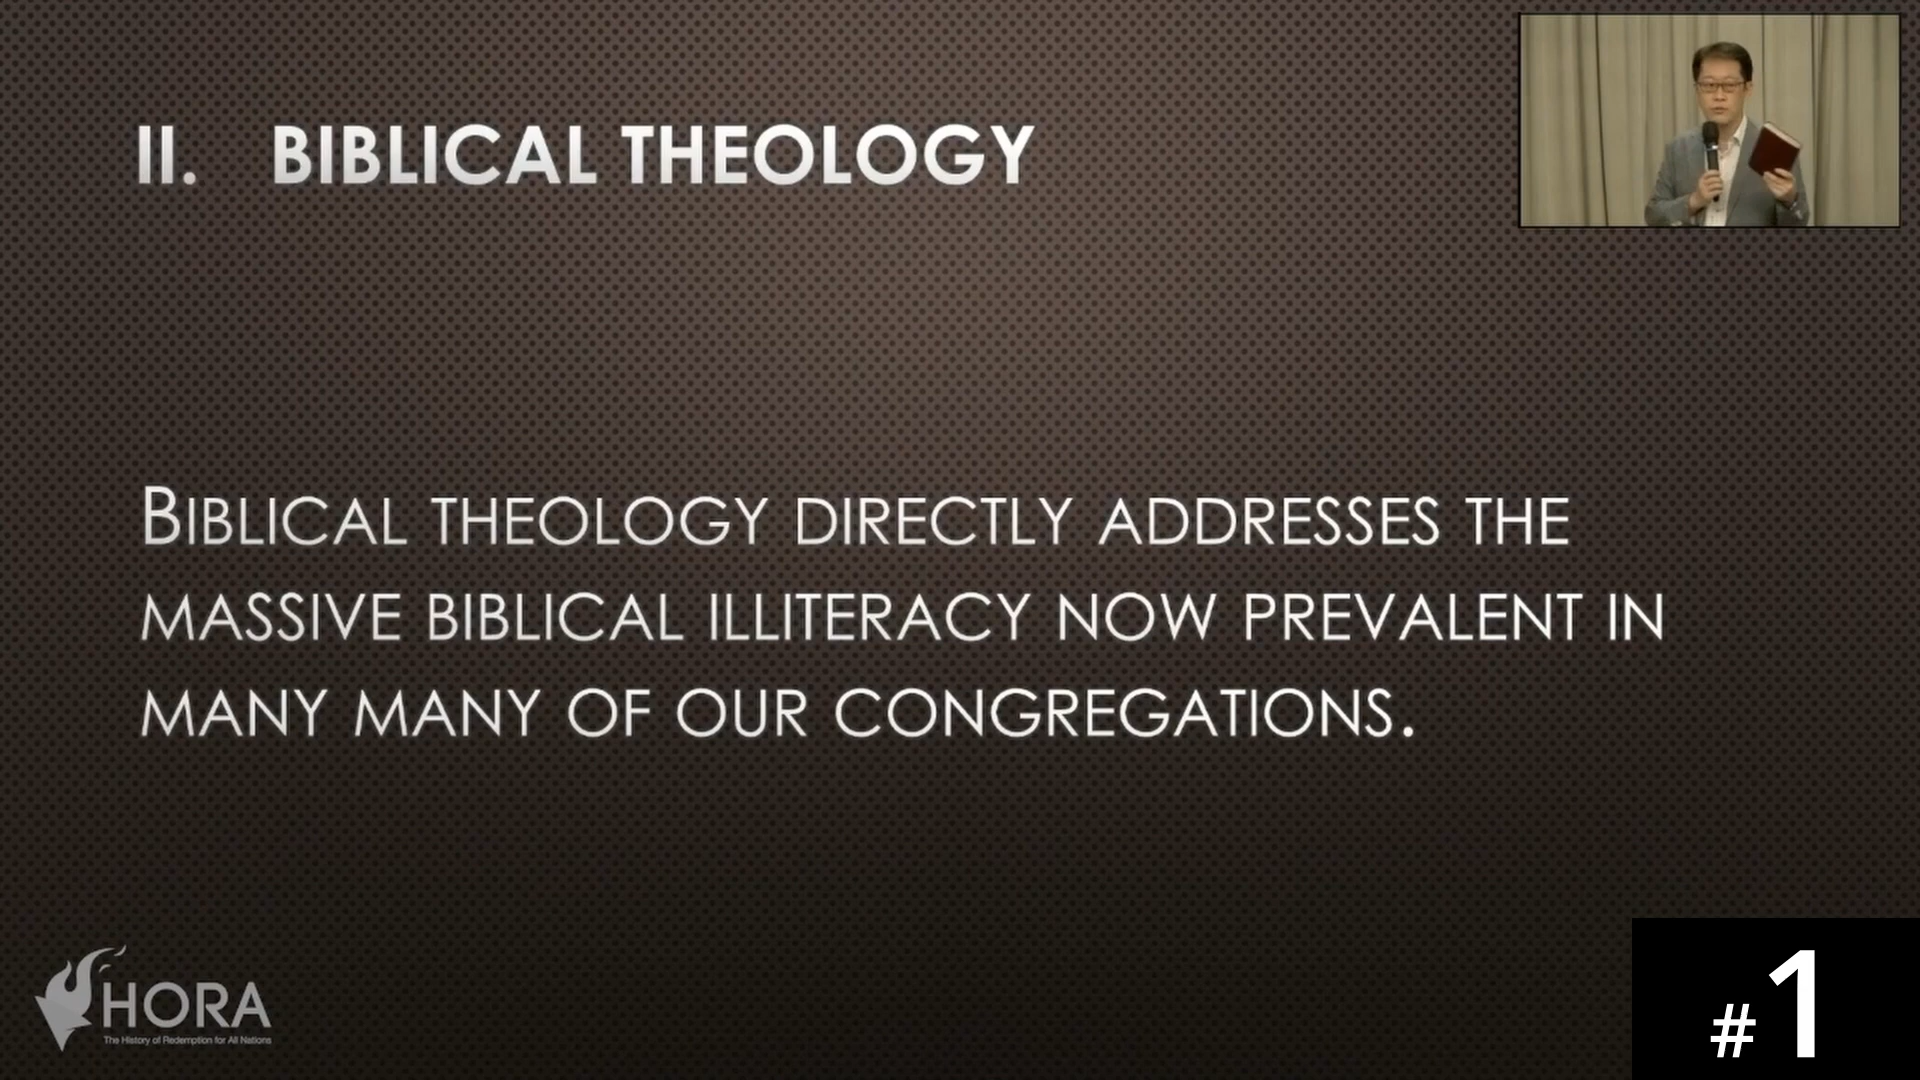 II. BIBLICAL THEOLOGY
BIBLICAL THEOLOGY DIRECTLY ADDRESSES THE
MASSIVE BIBLICAL ILLITERACY NOW PREVALENT IN
MANY MANY OF OUR CONGREGATIONS.
HORA
The History of Redemption for All Nations
#1